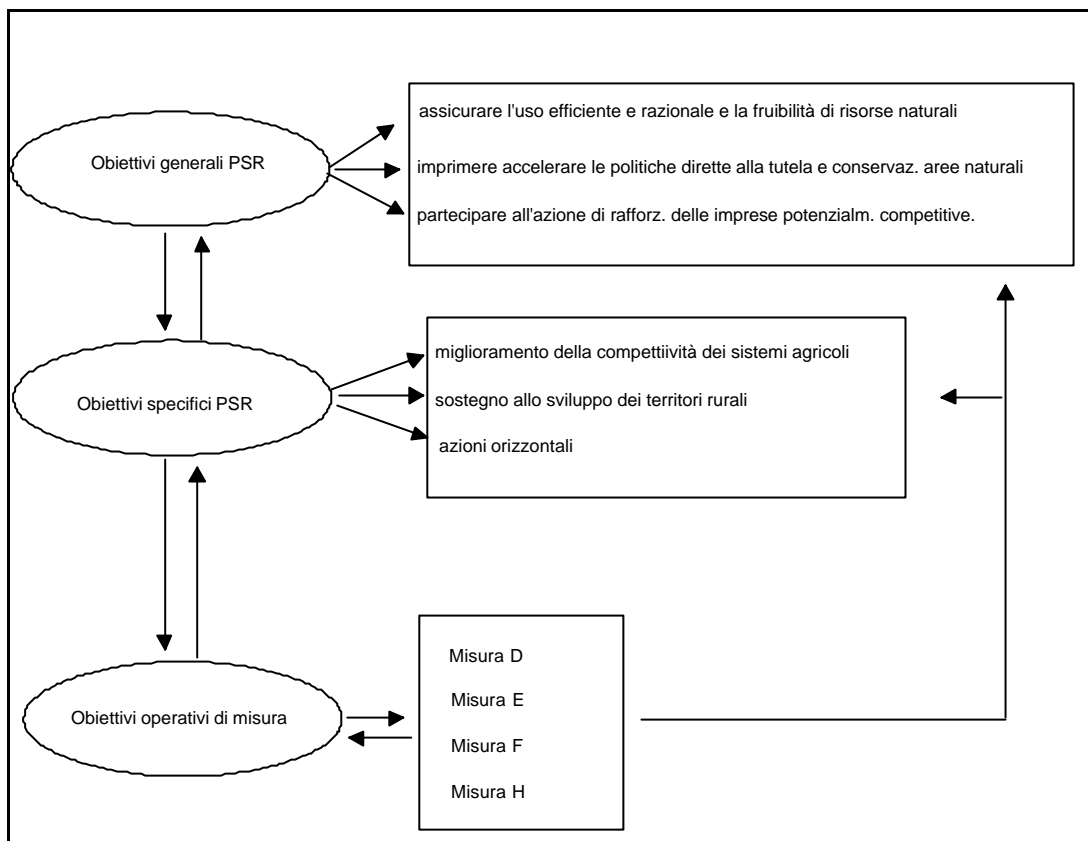 Obiettivi generali PSR
assicurare l'uso efficiente e razionale e la fruibilità di risorse naturali
imprimere accelerare le politiche dirette alla tutela e conservaz. aree naturali
partecipare all'azione di rafforz. delle imprese potenzialm. competitive.
Obiettivi specifici PSR
miglioramento della compettiività dei sistemi agricoli
sostegno allo sviluppo dei territori rurali
azioni orizzontali
Obiettivi operativi di misura
Misura D
Misura E
Misura F
Misura H